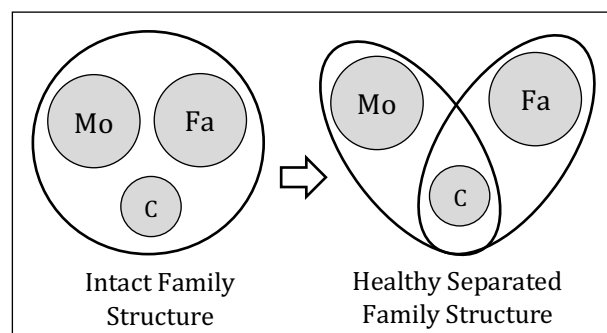 Mo
Fa
C
Intact Family
Structure
Mo
Fa
C
Healthy Separated
Family Structure